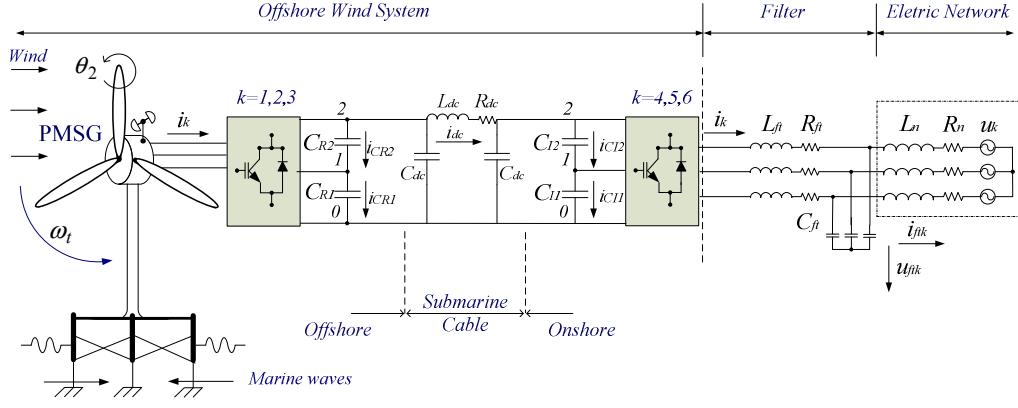 Offshore Wind System
Filter
Eletric Network
Wind
θ2
PMSG
ωt
ik
k=1,2,3
2
CR2
iCR2
1
CR1
iCR1
0
Ldc
Rdc
idc
Cdc
Cdc
2
CI2
iCI2
1
CI1
iCI1
0
k=4,5,6
ik
Lft
Rft
Cft
Ln
Rn
uk
iftk
uftk
Offshore
Submarine
Cable
Onshore
Marine waves